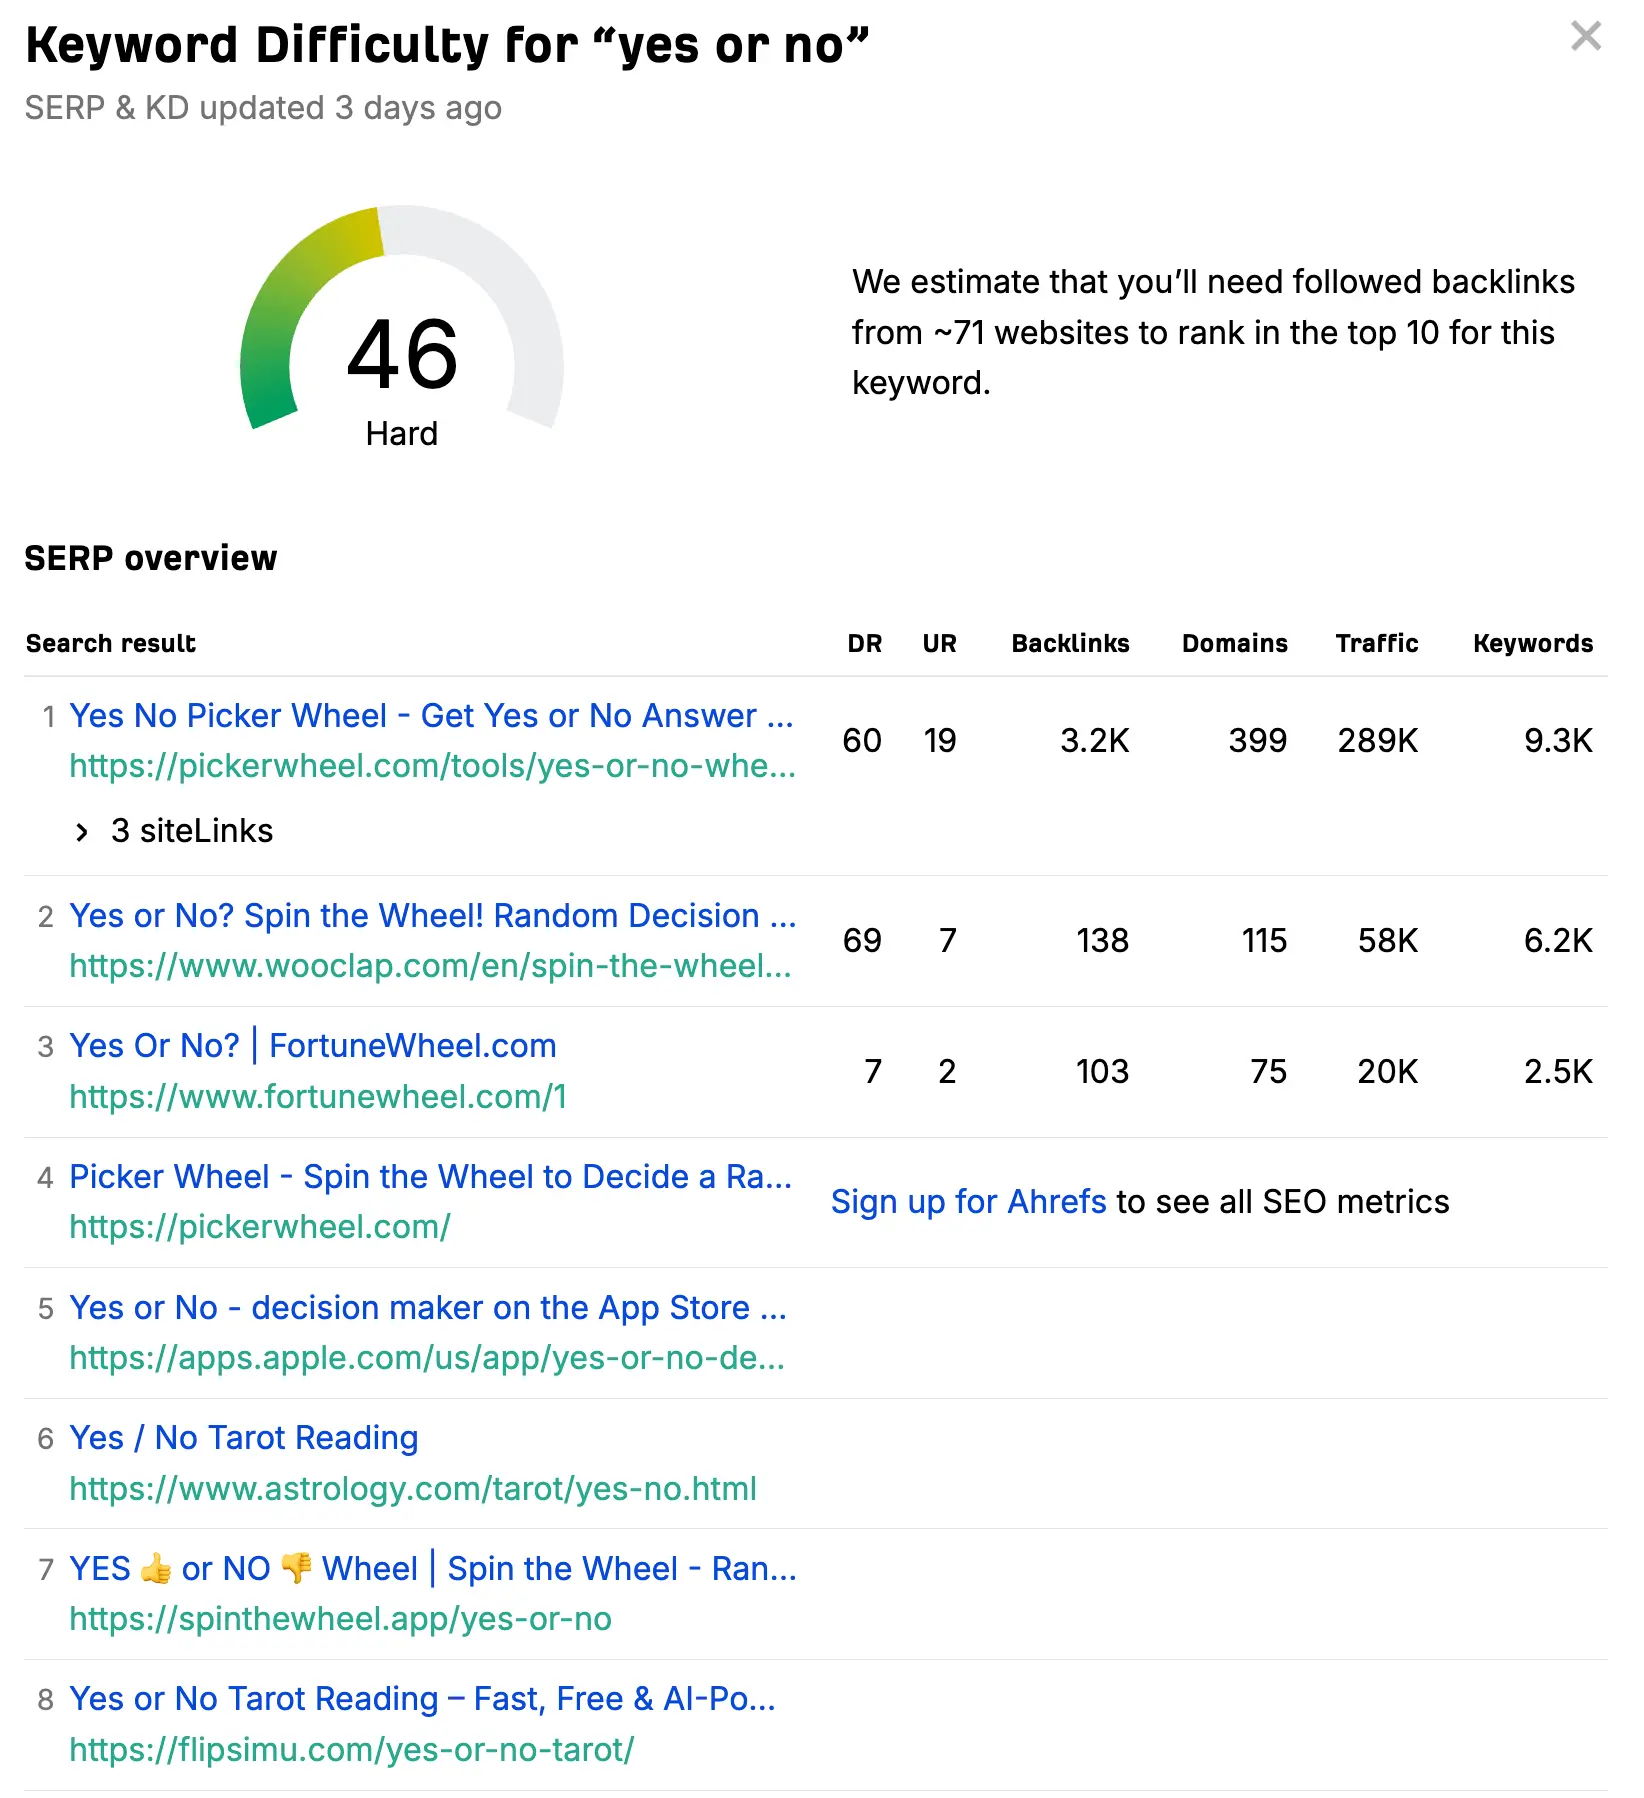 Keyword Difficulty for “yes or no”
SERP & KD updated 3 days ago
46
Hard
We estimate that you’ll need followed backlinks
from ~71 websites to rank in the top 10 for this
keyword.
SERP overview
Search result DR UR Backlinks Domains Traffic Keywords
1 Yes No Picker Wheel - Get Yes or No Answer ...
https://pickerwheel.com/tools/yes-or-no-whe...
60 19 3.2K 399 289K 9.3K
3 siteLinks
2 Yes or No? Spin the Wheel! Random Decision ...
https://www.wooclap.com/en/spin-the-wheel...
69 7 138 115 58K 6.2K
3 Yes Or No? | FortuneWheel.com
https://www.fortunewheel.com/1
7 2 103 75 20K 2.5K
4 Picker Wheel - Spin the Wheel to Decide a Ra...
https://pickerwheel.com/
Sign up for Ahrefs to see all SEO metrics
5 Yes or No - decision maker on the App Store ...
https://apps.apple.com/us/app/yes-or-no-de...
6 Yes / No Tarot Reading
https://www.astrology.com/tarot/yes-no.html
7 YES 👍 or NO 👎 Wheel | Spin the Wheel - Ran...
https://spinthewheel.app/yes-or-no
8 Yes or No Tarot Reading – Fast, Free & AI-Po...
https://flipsimu.com/yes-or-no-tarot/